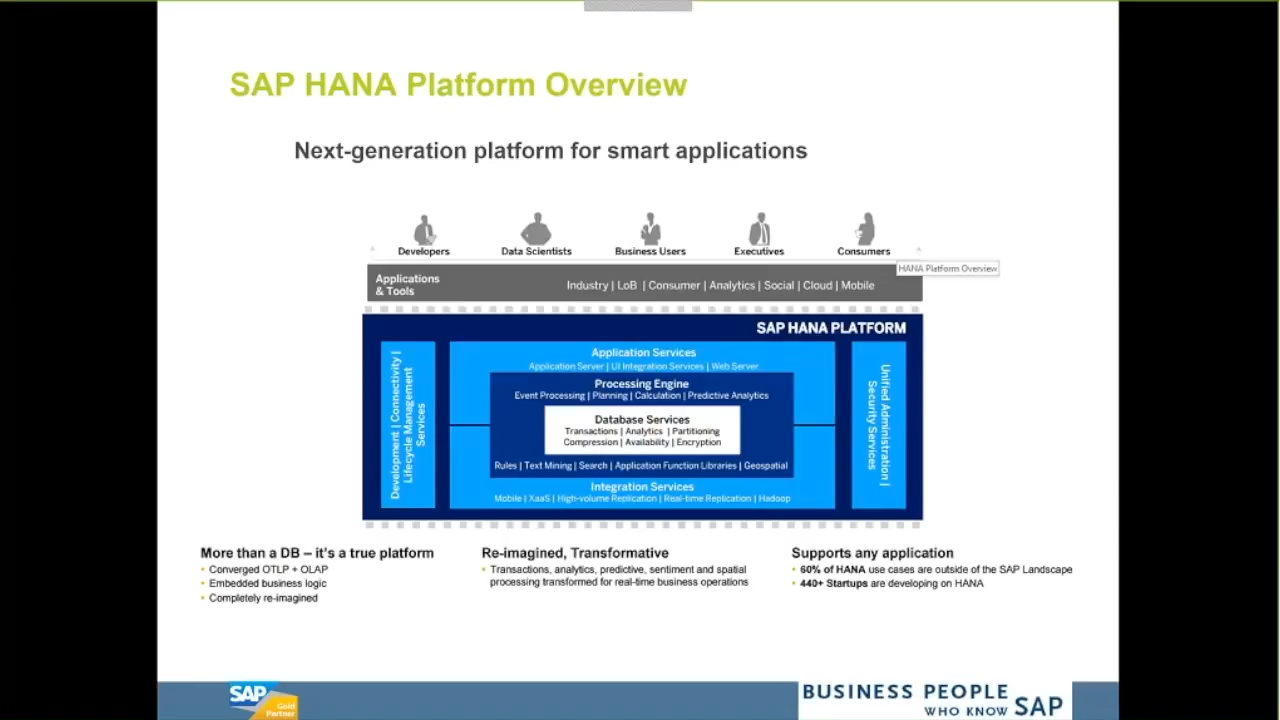 SAP HANA Platform Overview
Next-generation platform for smart applications
Developers
Data Scientists
Business Users
Executives
Consumers
HANA Platform Overview
Applications
& Tools
Industry | LoB | Consumer | Analytics | Social | Cloud | Mobile
SAP HANA PLATFORM
Development | Connectivity |
Lifecycle Management
Services
Application Services
Application Server | UI Integration Services | Web Server
Processing Engine
Event Processing | Planning | Calculation | Predictive Analytics
Database Services
Transactions | Analytics | Partitioning
Compression | Availability | Encryption
Rules | Text Mining | Search | Application Function Libraries | Geospatial
Integration Services
Mobile | XaaS | High-volume Replication | Real-time Replication | Hadoop
Unified Administration |
Security Services
More than a DB – it's a true platform
Converged OTLP + OLAP
Embedded business logic
Completely re-imagined
Re-imagined, Transformative
Transactions, analytics, predictive, sentiment and spatial
processing transformed for real-time business operations
Supports any application
60% of HANA use cases are outside of the SAP Landscape
440+ Startups are developing on HANA
SAP
Gold
Partner
BUSINESS PEOPLE
WHO KNOW SAP